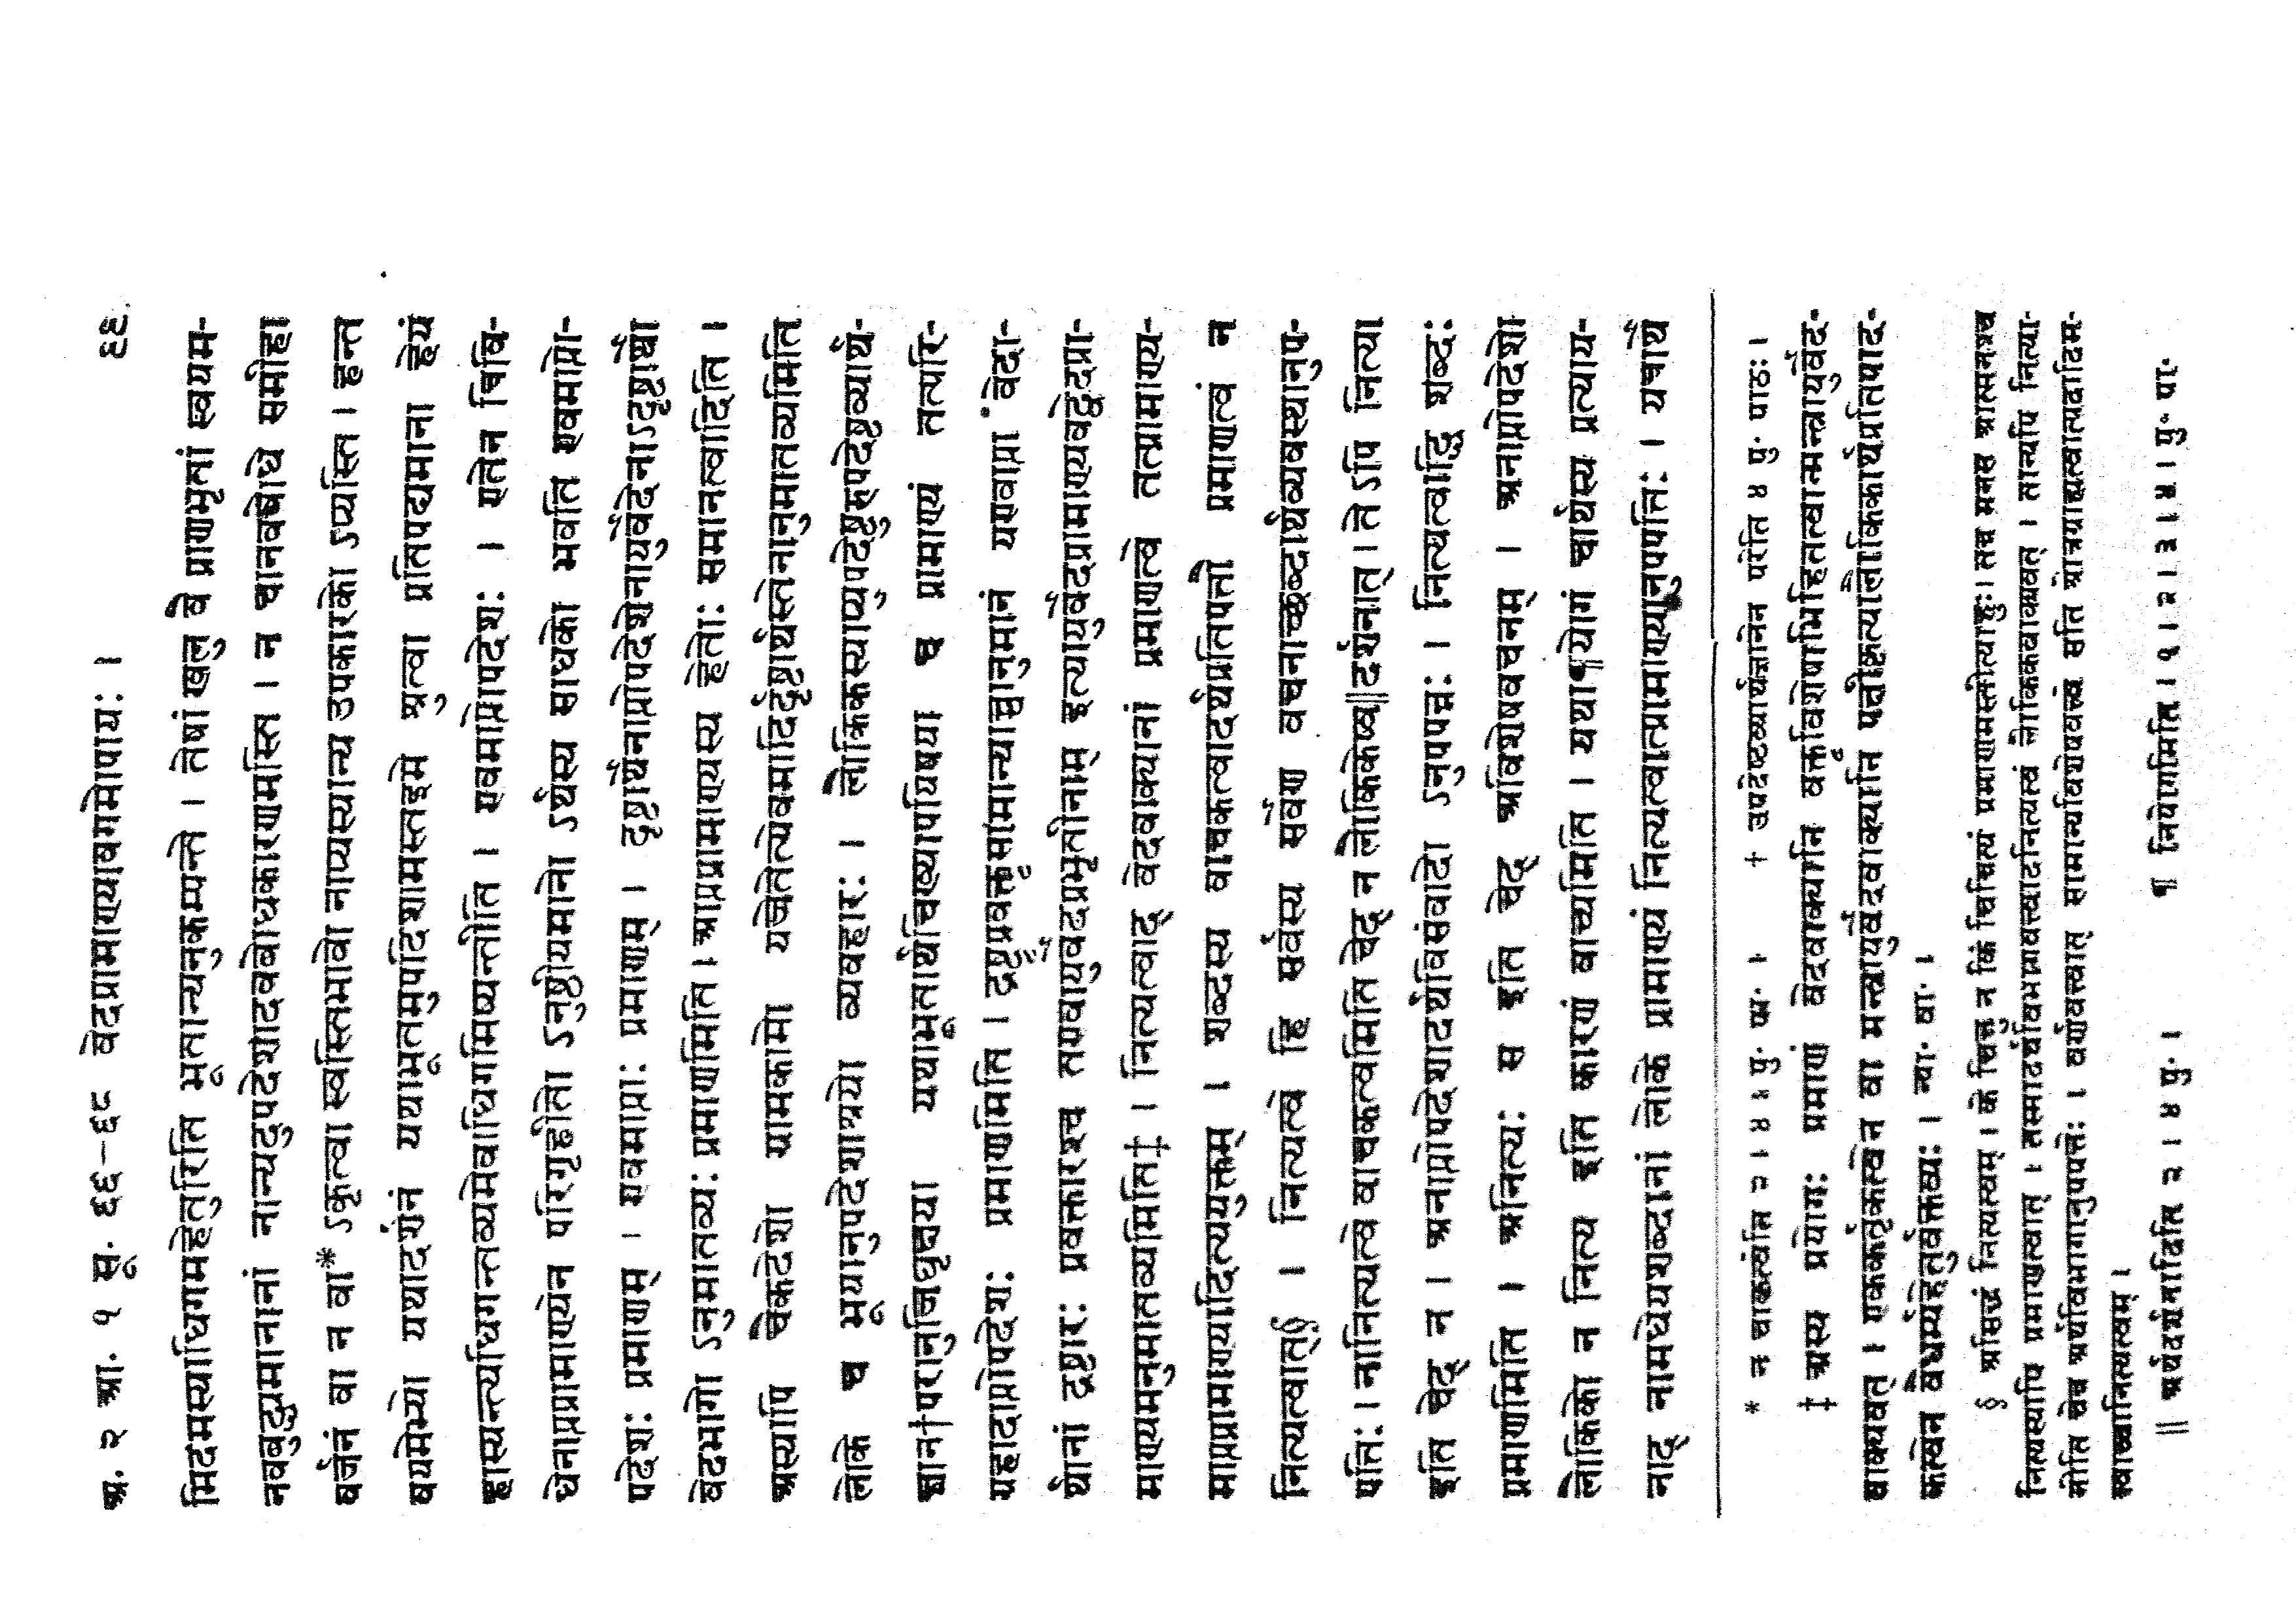 अ. २ आ. १ सू. ६६-६८ वेदप्रामाण्यावगमोपायः । ६६
मिदमस्याधिगमहेतुरिति भूतान्यनुकम्पन्ते । तेषां खलु वै प्राणभृतां स्वयम-
नवबुद्ध्यमानानां नान्यदुपदेशादवबोधकारणमस्ति । न चानवबोधे समीहा
वर्जनं वा न वा* ऽकृत्वा स्वस्तिभावो नाप्यस्यान्य उपकारको ऽप्यस्ति । हन्त
वयमेभ्यो यथादर्शनं यथाभूतमुपदिशामस्तइमे श्रुत्वा प्रतिपद्यमाना हेयं
हास्यन्त्यधिगन्तव्यमेवाधिगमिष्यन्तीति । एवमाप्तोपदेशः । एतेन त्रिवि-
धेनाप्तप्रामाण्येन परिगृहीतो ऽनुष्ठीयमानो ऽर्थस्य साधको भवति एवमाप्तो-
पदेशः प्रमाणम् । एवमाप्ताः प्रमाणम् । दृष्टार्थेनाप्तोपदेशेनायुर्वेदेनाऽदृष्टार्थो
वेदभागो ऽनुमातव्यः प्रमाणमिति । आप्तप्रामाण्यस्य हेतोः समानत्वादिति ।
अस्यापि चैकदेशो ग्रामकामो यजेतेत्येवमादिर्दृष्टार्थस्तेनानुमातव्यमिति
लोके च भूयानुपदेशाश्रयो व्यवहारः । लौकिकस्याप्युपदेष्टुरुपदेष्टव्यार्थ-
ज्ञान†परानुजिघृक्षया यथाभूतार्थचिख्यापयिषया च प्रामाण्यं तत्परि-
ग्रहादाप्तोपदेशः प्रमाणमिति । द्रष्टृप्रवक्तृसामान्याच्चानुमानं यएवाप्ता वेदा-
र्थानां द्रष्टारः प्रवक्तारश्च तएवायुर्वेदप्रभृतीनाम् इत्यायुर्वेदप्रामाण्यवद्वेदप्रा-
माण्यमनुमातव्यमिति‡ । नित्यत्वाद् वेदवाक्यानां प्रमाणत्वे तत्प्रामाण्य-
माप्तप्रामाण्यादित्ययुक्तम् । शब्दस्य वाचकत्वादर्थप्रतिपत्तौ प्रमाणत्वं न
नित्यत्वात्§ । नित्यत्वे हि सर्वस्य सर्वेण वचनाच्छब्दार्थव्यवस्थानुप-
पत्तिः । नानित्यत्वे वाचकत्वमिति चेद् न लौकिकेष्व॥दर्शनात् । ते ऽपि नित्या
इति चेद् न । अनाप्तोपदेशादर्थविसंवादो ऽनुपपन्नः । नित्यत्वाद्धि शब्दः
प्रमाणमिति । अनित्यः स इति चेद् अविशेषवचनम् । अनाप्तोपदेशो
लौकिको न नित्य इति कारणं वाच्यमिति । यथा¶योगं चार्थस्य प्रत्याय-
नाद् नामधेयशब्दानां लोके प्रामाण्यं नित्यत्वात्प्रामाण्यानुपपत्तिः । यत्रार्थे
* न चाकृत्वेति २ । ४ । पु. पा. । † उपदेष्टव्यार्थज्ञानेन परेति ४ पु. पाठः ।
‡ अस्य प्रयोगः प्रमाणं वेदवाक्यानि वक्तृविशेषाभिहितत्वान्मन्त्रायुर्वेद-
वाक्यवत् । एककर्तृकत्वेन वा मन्त्रायुर्वेदवाक्यानि पक्षीकृत्यालौकिकार्थप्रतिपाद-
कत्वेन वैधर्म्यहेतुर्वक्तव्यः । न्या. वा. ।
§ असिद्धं नित्यत्वम् । के चित्तु न किं चिन्नित्यं प्रमाणमस्तीत्याहुः । तच्च मनस आत्मनश्च
नित्यस्यापि प्रमाणत्वात् । तस्मादर्थविभागवत्त्वादनित्यत्वं लौकिकवाक्यवत् । तान्यपि नित्या-
नीति चेन्न अर्थविभागानुपपत्तेः । वर्णवत्त्वात् सामान्यविशेषवत्त्वे सति श्रोत्रग्राह्यत्वात्पदादिम-
त्त्वाच्चानित्यत्वम् ।
॥ अर्थदर्शनादिति २ । ४ पु. । ¶ नियोगमिति । १ । २ । ३ । ४ । पु. पा.